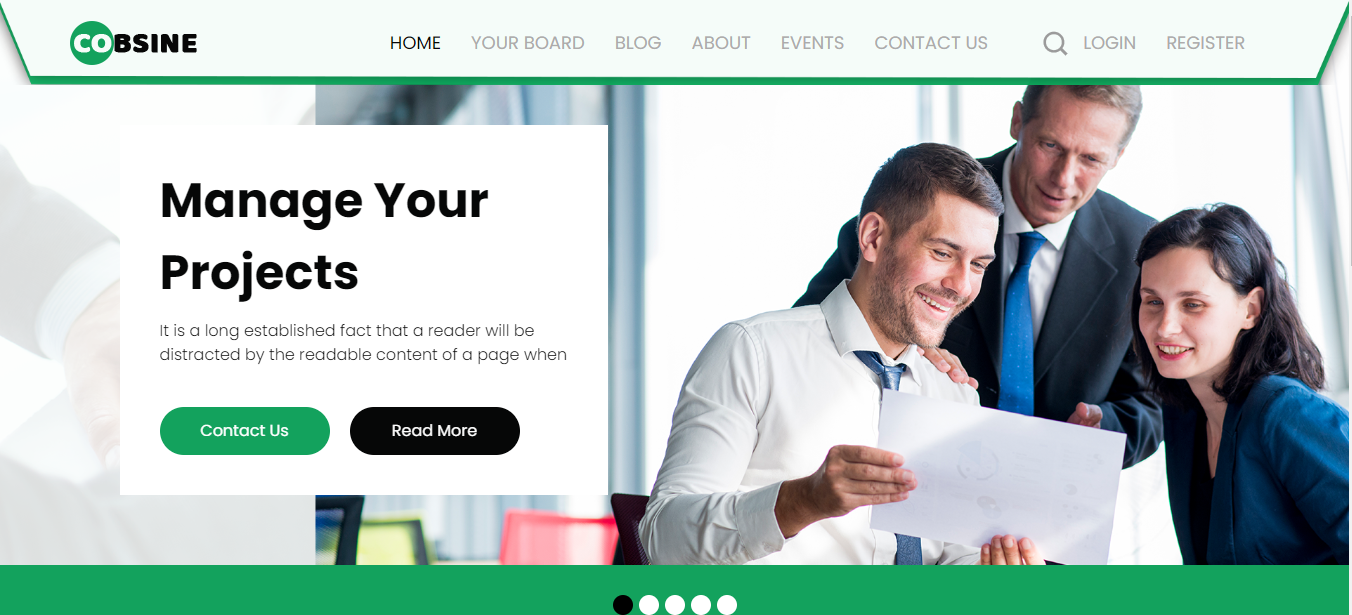 COBSINE HOME YOUR BOARD BLOG ABOUT EVENTS CONTACT US LOGIN REGISTER
Manage Your
Projects
It is a long established fact that a reader will be
distracted by the readable content of a page when
Contact Us Read More